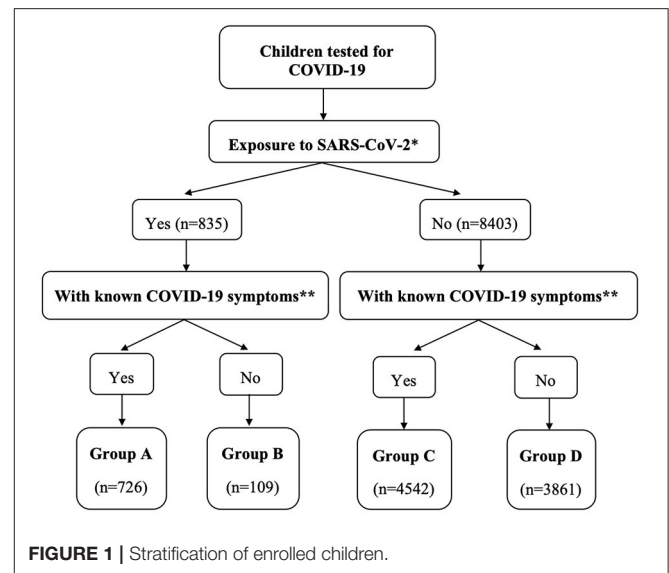 Children tested for
COVID-19
Exposure to SARS-CoV-2*
Yes (n=835)
No (n=8403)
With known COVID-19 symptoms**
With known COVID-19 symptoms**
Yes
No
Yes
No
Group A
(n=726)
Group B
(n=109)
Group C
(n=4542)
Group D
(n=3861)
FIGURE 1 | Stratification of enrolled children.